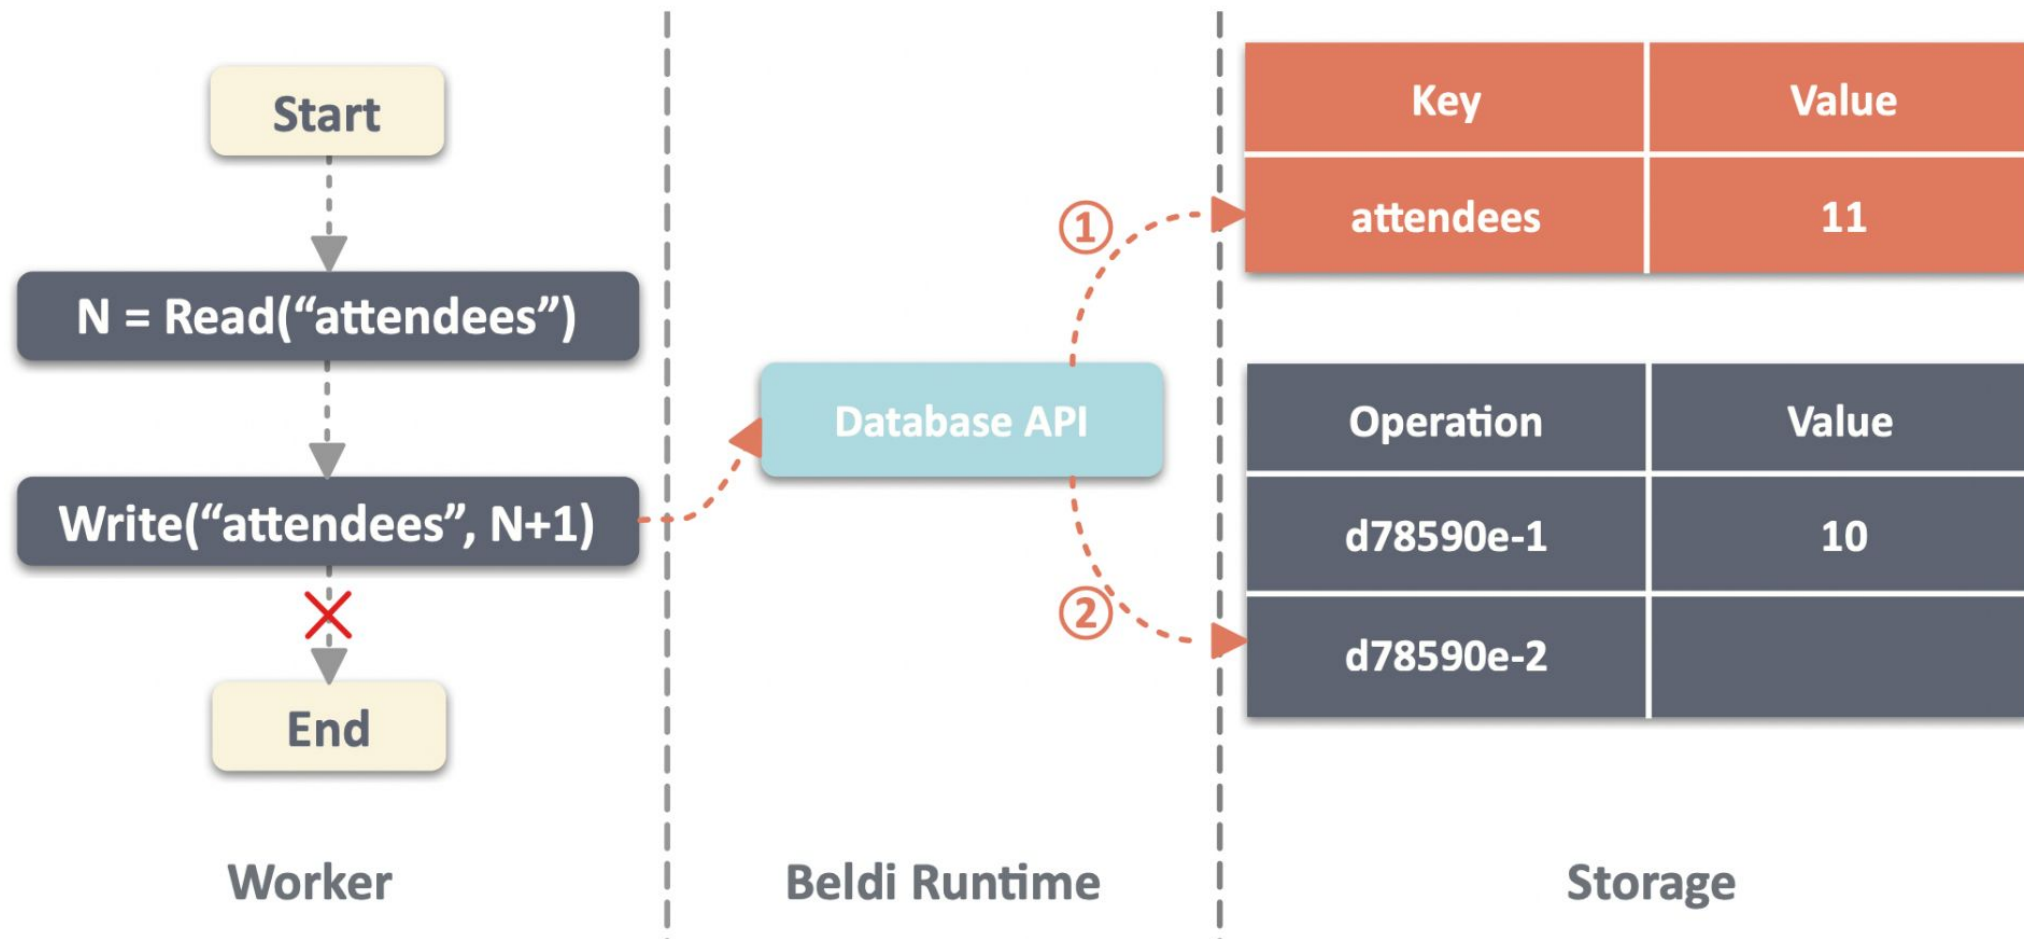 Start
N = Read(“attendees”)
Write(“attendees”, N+1)
End
Worker
Database API
①
②
Beldi Runtime
Key Value
attendees 11
Operation Value
d78590e-1 10
d78590e-2
Storage